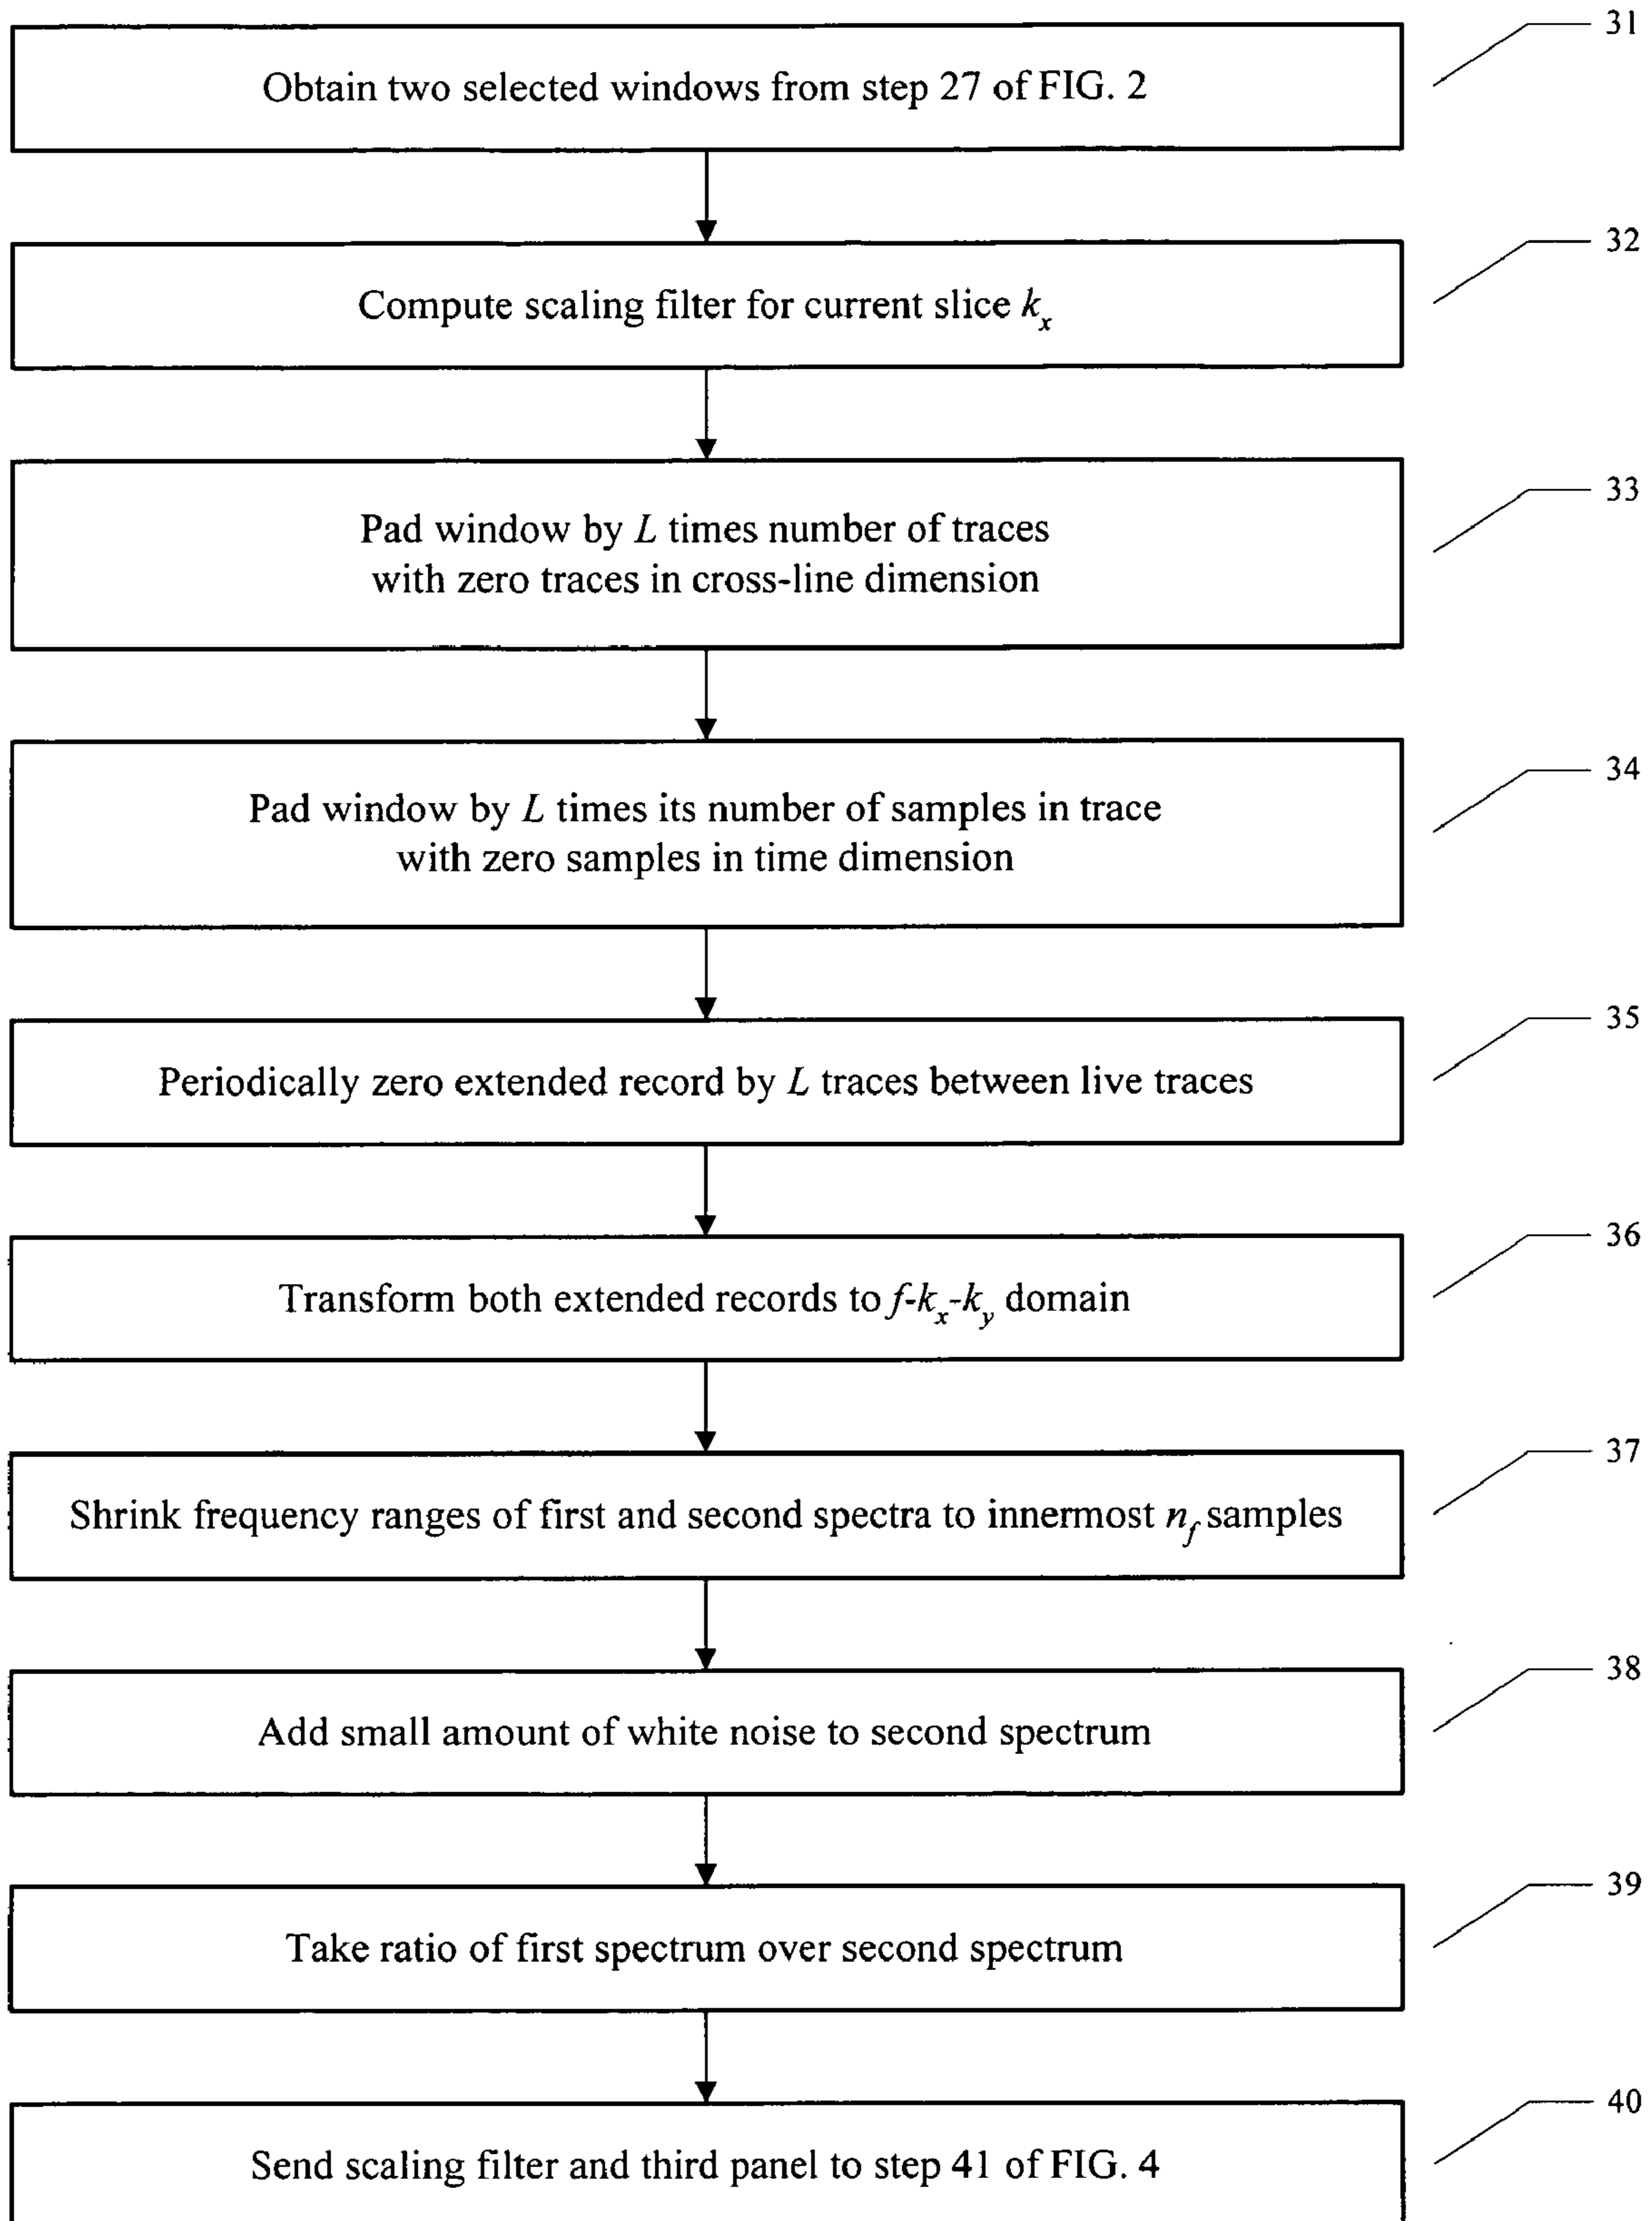 31
Obtain two selected windows from step 27 of FIG. 2
32
Compute scaling filter for current slice kx
33
Pad window by L times number of traces
with zero traces in cross-line dimension
34
Pad window by L times its number of samples in trace
with zero samples in time dimension
35
Periodically zero extended record by L traces between live traces
36
Transform both extended records to f-kx-ky domain
37
Shrink frequency ranges of first and second spectra to innermost nf samples
38
Add small amount of white noise to second spectrum
39
Take ratio of first spectrum over second spectrum
40
Send scaling filter and third panel to step 41 of FIG. 4